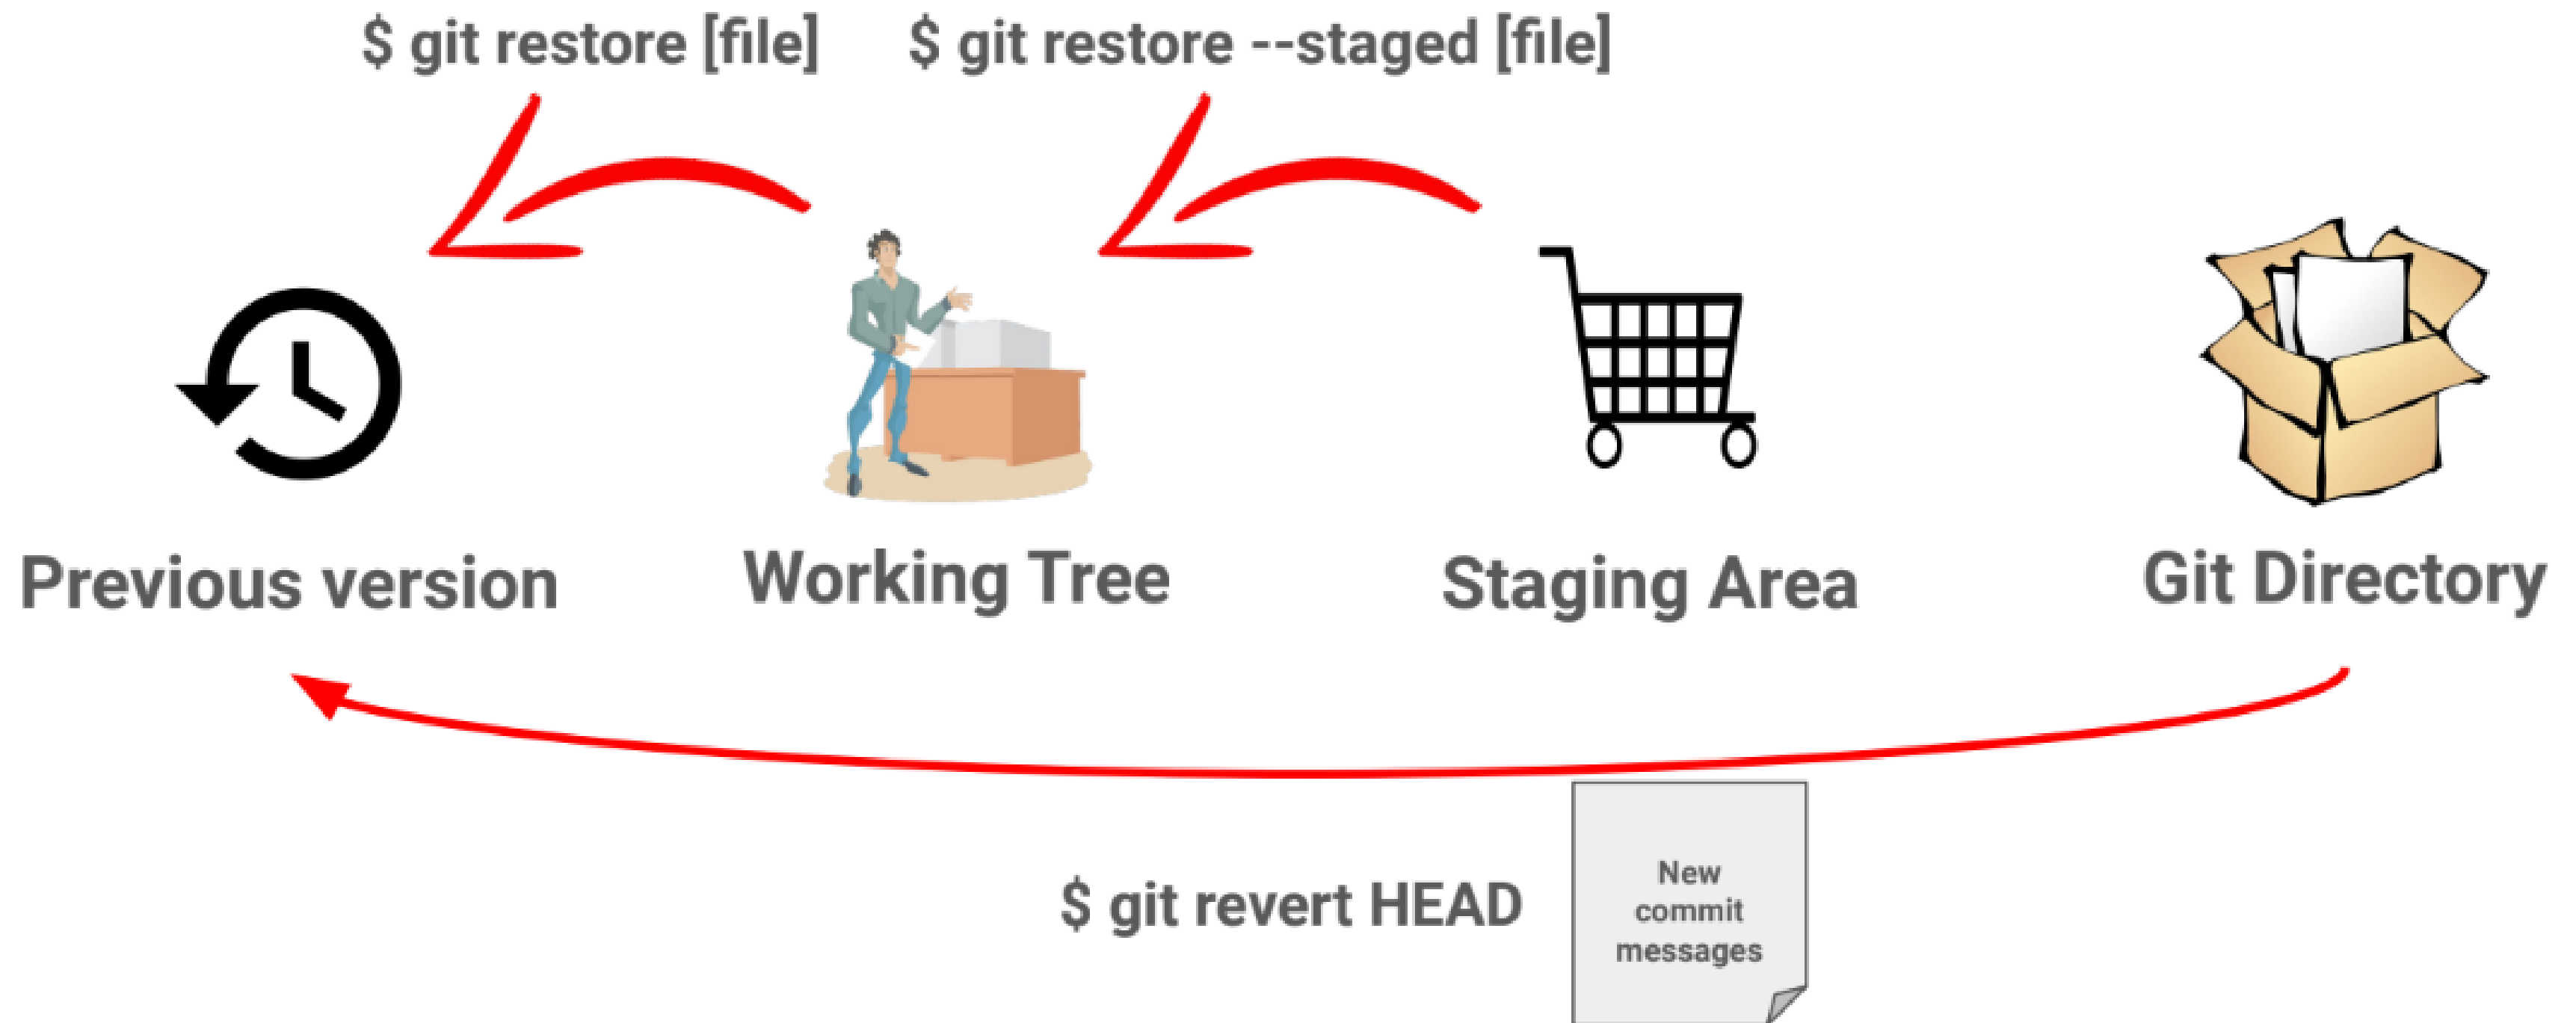 $ git restore [file]
$ git restore --staged [file]
Previous version
Working Tree
Staging Area
Git Directory
$ git revert HEAD
New
commit
messages